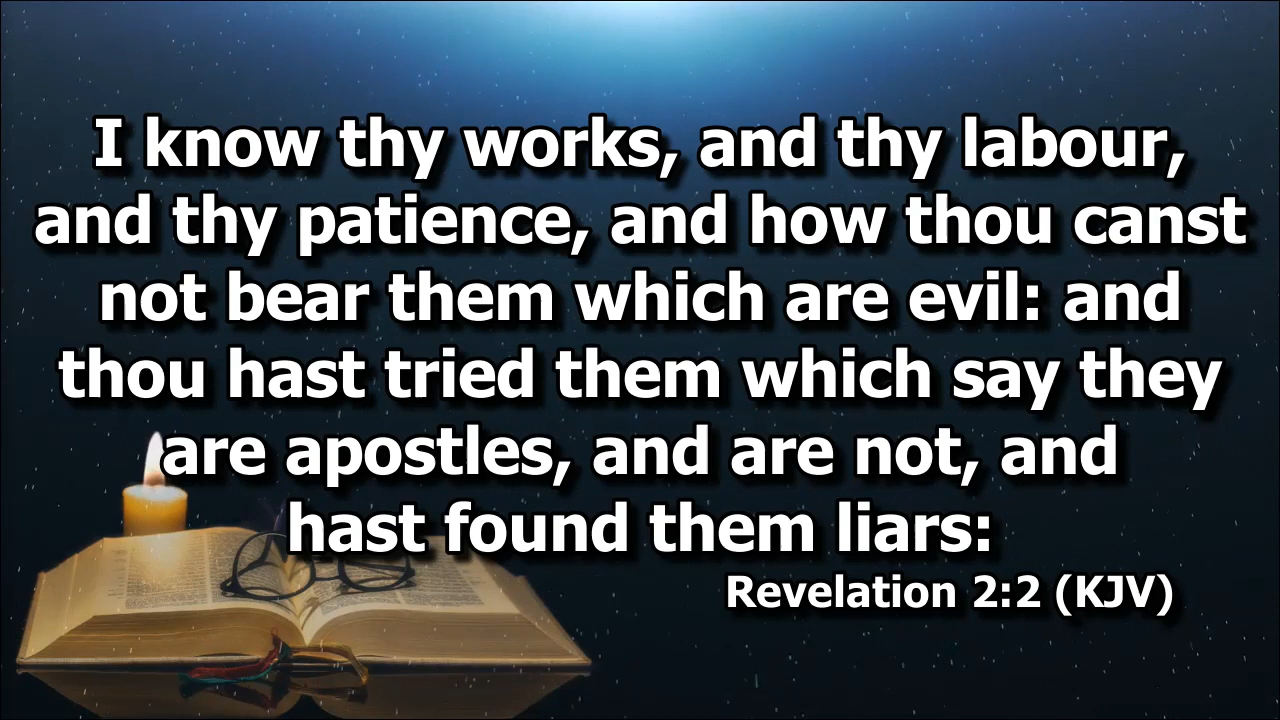 I know thy works, and thy labour,
and thy patience, and how thou canst
not bear them which are evil: and
thou hast tried them which say they
are apostles, and are not, and
hast found them liars:
Revelation 2:2 (KJV)